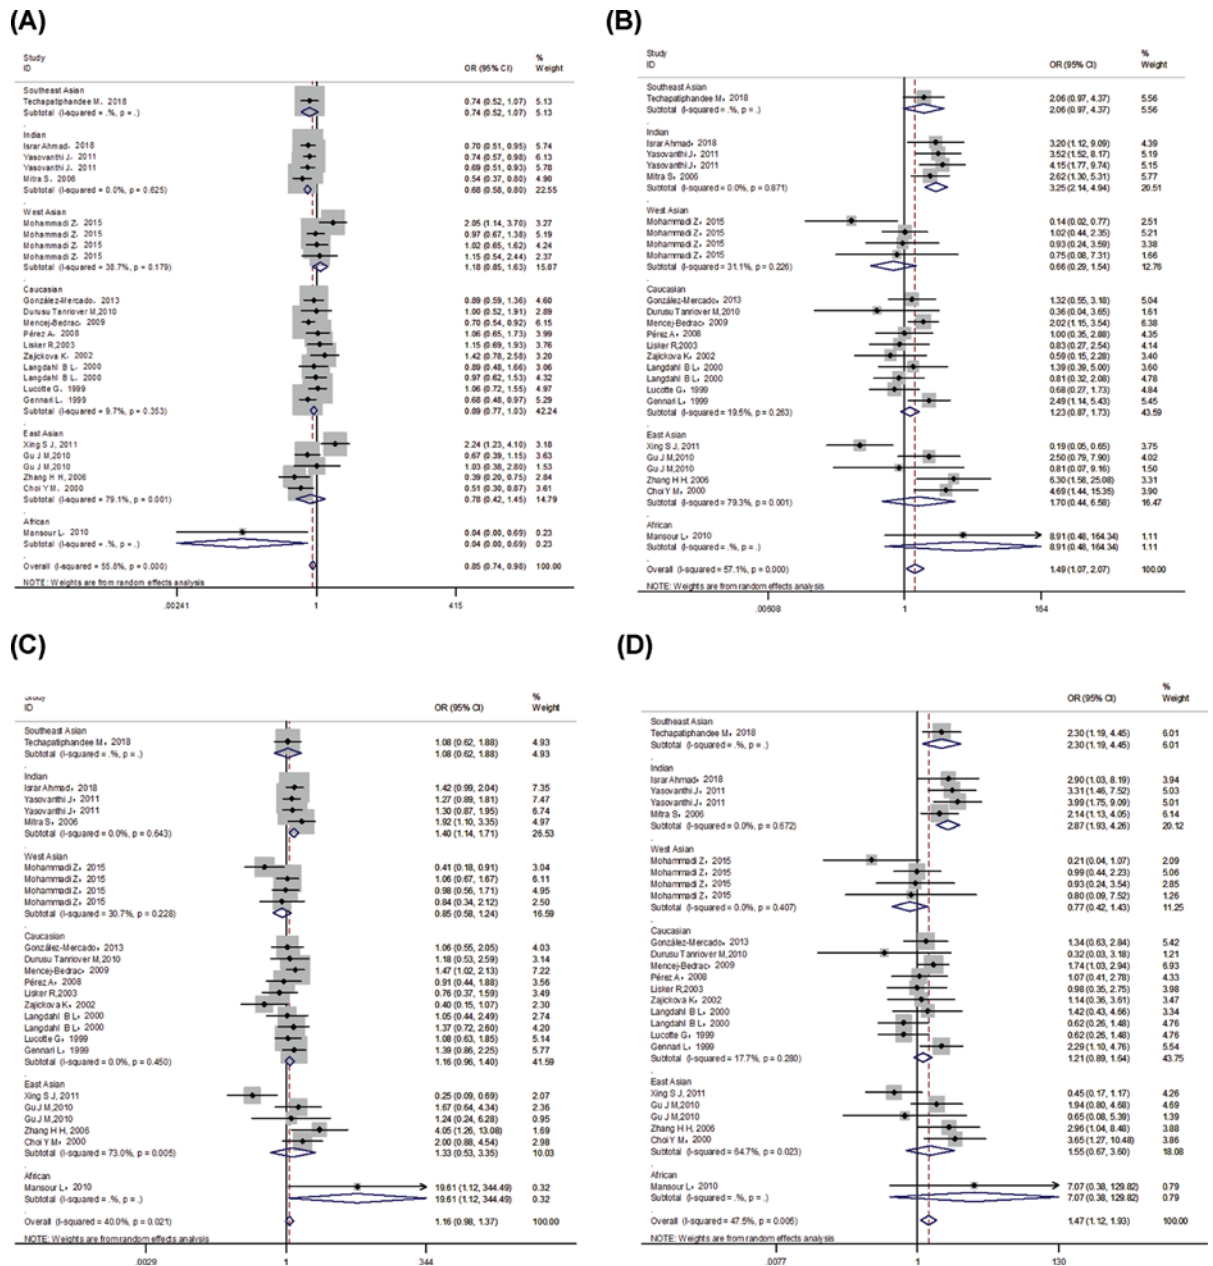 (A)
Study
ID
OR (95% CI)
%
Weight
Southeast Asian
Techapatiphandee M, 2018 0.74 (0.52, 1.07) 5.13
Subtotal (I-squared = .%, p = .) 0.74 (0.52, 1.07) 5.13
.
Indian
Israr Ahmad, 2018 0.70 (0.51, 0.95) 5.74
Yasovanthi J, 2011 0.74 (0.57, 0.98) 6.13
Yasovanthi J, 2011 0.69 (0.51, 0.93) 5.78
Mitra S, 2006 0.54 (0.37, 0.80) 4.90
Subtotal (I-squared = 0.0%, p = 0.625) 0.68 (0.58, 0.80) 22.55
.
West Asian
Mohammadi Z, 2015 2.05 (1.14, 3.70) 3.27
Mohammadi Z, 2015 0.97 (0.67, 1.38) 5.19
Mohammadi Z, 2015 1.02 (0.65, 1.62) 4.24
Mohammadi Z, 2015 1.15 (0.54, 2.44) 2.37
Subtotal (I-squared = 38.7%, p = 0.179) 1.18 (0.85, 1.63) 15.07
.
Caucasian
González-Mercado, 2013 0.89 (0.59, 1.36) 4.60
Durusu Tanriover M,2010 1.00 (0.52, 1.91) 2.89
Mencej-Bedrac, 2009 0.70 (0.54, 0.92) 6.15
Pérez A, 2008 1.06 (0.65, 1.73) 3.99
Lisker R,2003 1.15 (0.69, 1.93) 3.76
Zajickova K, 2002 1.42 (0.78, 2.58) 3.20
Langdahl B L, 2000 0.89 (0.48, 1.66) 3.06
Langdahl B L, 2000 0.97 (0.62, 1.53) 4.32
Lucotte G, 1999 1.06 (0.72, 1.55) 4.97
Gennari L, 1999 0.68 (0.48, 0.97) 5.29
Subtotal (I-squared = 9.7%, p = 0.353) 0.89 (0.77, 1.03) 42.24
.
East Asian
Xing S J, 2011 2.24 (1.23, 4.10) 3.18
Gu J M,2010 0.67 (0.39, 1.15) 3.63
Gu J M,2010 1.03 (0.38, 2.80) 1.53
Zhang H H, 2006 0.39 (0.20, 0.75) 2.84
Choi Y M, 2000 0.51 (0.30, 0.87) 3.61
Subtotal (I-squared = 79.1%, p = 0.001) 0.78 (0.42, 1.45) 14.79
.
African
Mansour L, 2010 0.04 (0.00, 0.69) 0.23
Subtotal (I-squared = .%, p = .) 0.04 (0.00, 0.69) 0.23
.
Overall (I-squared = 55.8%, p = 0.000) 0.85 (0.74, 0.98) 100.00
NOTE: Weights are from random effects analysis
.00241 1 415
(B)
Study
ID
OR (95% CI)
%
Weight
Southeast Asian
Techapatiphandee M, 2018 2.06 (0.97, 4.37) 5.56
Subtotal (I-squared = .%, p = .) 2.06 (0.97, 4.37) 5.56
.
Indian
Israr Ahmad, 2018 3.20 (1.12, 9.09) 4.39
Yasovanthi J, 2011 3.52 (1.52, 8.17) 5.19
Yasovanthi J, 2011 4.15 (1.77, 9.74) 5.15
Mitra S, 2006 2.62 (1.30, 5.31) 5.77
Subtotal (I-squared = 0.0%, p = 0.871) 3.25 (2.14, 4.94) 20.51
.
West Asian
Mohammadi Z, 2015 0.14 (0.02, 0.77) 2.51
Mohammadi Z, 2015 1.02 (0.44, 2.35) 5.21
Mohammadi Z, 2015 0.93 (0.24, 3.59) 3.38
Mohammadi Z, 2015 0.75 (0.08, 7.31) 1.66
Subtotal (I-squared = 31.1%, p = 0.226) 0.66 (0.29, 1.54) 12.76
.
Caucasian
González-Mercado, 2013 1.32 (0.55, 3.18) 5.04
Durusu Tanriover M,2010 0.36 (0.04, 3.65) 1.61
Mencej-Bedrac, 2009 2.02 (1.15, 3.54) 6.38
Pérez A, 2008 1.00 (0.35, 2.88) 4.35
Lisker R,2003 0.83 (0.27, 2.54) 4.14
Zajickova K, 2002 0.59 (0.15, 2.28) 3.40
Langdahl B L, 2000 1.39 (0.39, 5.00) 3.60
Langdahl B L, 2000 0.81 (0.32, 2.08) 4.78
Lucotte G, 1999 0.68 (0.27, 1.73) 4.84
Gennari L, 1999 2.49 (1.14, 5.43) 5.45
Subtotal (I-squared = 19.5%, p = 0.263) 1.23 (0.87, 1.73) 43.59
.
East Asian
Xing S J, 2011 0.19 (0.05, 0.65) 3.75
Gu J M,2010 2.50 (0.79, 7.90) 4.02
Gu J M,2010 0.81 (0.07, 9.16) 1.50
Zhang H H, 2006 6.30 (1.58, 25.08) 3.31
Choi Y M, 2000 4.69 (1.44, 15.35) 3.90
Subtotal (I-squared = 79.3%, p = 0.001) 1.70 (0.44, 6.58) 16.47
.
African
Mansour L, 2010 8.91 (0.48, 164.34) 1.11
Subtotal (I-squared = .%, p = .) 8.91 (0.48, 164.34) 1.11
.
Overall (I-squared = 57.1%, p = 0.000) 1.49 (1.07, 2.07) 100.00
NOTE: Weights are from random effects analysis
.00608 1 164
(C)
ID
OR (95% CI)
%
Weight
Southeast Asian
Techapatiphandee M, 2018 1.08 (0.62, 1.88) 4.93
Subtotal (I-squared = .%, p = .) 1.08 (0.62, 1.88) 4.93
.
Indian
Israr Ahmad, 2018 1.42 (0.99, 2.04) 7.35
Yasovanthi J, 2011 1.27 (0.89, 1.81) 7.47
Yasovanthi J, 2011 1.30 (0.87, 1.95) 6.74
Mitra S, 2006 1.92 (1.10, 3.35) 4.97
Subtotal (I-squared = 0.0%, p = 0.643) 1.40 (1.14, 1.71) 26.53
.
West Asian
Mohammadi Z, 2015 0.41 (0.18, 0.91) 3.04
Mohammadi Z, 2015 1.06 (0.67, 1.67) 6.11
Mohammadi Z, 2015 0.98 (0.56, 1.71) 4.95
Mohammadi Z, 2015 0.84 (0.34, 2.12) 2.50
Subtotal (I-squared = 30.7%, p = 0.228) 0.85 (0.58, 1.24) 16.59
.
Caucasian
González-Mercado, 2013 1.06 (0.55, 2.05) 4.03
Durusu Tanriover M,2010 1.18 (0.53, 2.59) 3.14
Mencej-Bedrac, 2009 1.47 (1.02, 2.13) 7.22
Pérez A, 2008 0.91 (0.44, 1.88) 3.56
Lisker R,2003 0.76 (0.37, 1.59) 3.49
Zajickova K, 2002 0.40 (0.15, 1.07) 2.30
Langdahl B L, 2000 1.05 (0.44, 2.49) 2.74
Langdahl B L, 2000 1.37 (0.72, 2.60) 4.20
Lucotte G, 1999 1.08 (0.63, 1.85) 5.14
Gennari L, 1999 1.39 (0.86, 2.25) 5.77
Subtotal (I-squared = 0.0%, p = 0.450) 1.16 (0.96, 1.40) 41.59
.
East Asian
Xing S J, 2011 0.25 (0.09, 0.69) 2.07
Gu J M,2010 1.67 (0.64, 4.34) 2.36
Gu J M,2010 1.24 (0.24, 6.28) 0.95
Zhang H H, 2006 4.05 (1.26, 13.08) 1.69
Choi Y M, 2000 2.00 (0.88, 4.54) 2.98
Subtotal (I-squared = 73.0%, p = 0.005) 1.33 (0.53, 3.35) 10.03
.
African
Mansour L, 2010 19.61 (1.12, 344.49) 0.32
Subtotal (I-squared = .%, p = .) 19.61 (1.12, 344.49) 0.32
.
Overall (I-squared = 40.0%, p = 0.021) 1.16 (0.98, 1.37) 100.00
NOTE: Weights are from random effects analysis
.0029 1 344
(D)
Study
ID
OR (95% CI)
%
Weight
Southeast Asian
Techapatiphandee M, 2018 2.30 (1.19, 4.45) 6.01
Subtotal (I-squared = .%, p = .) 2.30 (1.19, 4.45) 6.01
.
Indian
Israr Ahmad, 2018 2.90 (1.03, 8.19) 3.94
Yasovanthi J, 2011 3.31 (1.46, 7.52) 5.03
Yasovanthi J, 2011 3.99 (1.75, 9.09) 5.01
Mitra S, 2006 2.14 (1.13, 4.05) 6.14
Subtotal (I-squared = 0.0%, p = 0.672) 2.87 (1.93, 4.26) 20.12
.
West Asian
Mohammadi Z, 2015 0.21 (0.04, 1.07) 2.09
Mohammadi Z, 2015 0.99 (0.44, 2.23) 5.06
Mohammadi Z, 2015 0.93 (0.24, 3.54) 2.85
Mohammadi Z, 2015 0.80 (0.09, 7.52) 1.26
Subtotal (I-squared = 0.0%, p = 0.407) 0.77 (0.42, 1.43) 11.25
.
Caucasian
González-Mercado, 2013 1.34 (0.63, 2.84) 5.42
Durusu Tanriover M,2010 0.32 (0.03, 3.18) 1.21
Mencej-Bedrac, 2009 1.74 (1.03, 2.94) 6.93
Pérez A, 2008 1.07 (0.41, 2.78) 4.33
Lisker R,2003 0.98 (0.35, 2.75) 3.98
Zajickova K, 2002 1.14 (0.36, 3.61) 3.47
Langdahl B L, 2000 1.42 (0.43, 4.66) 3.34
Langdahl B L, 2000 0.62 (0.26, 1.48) 4.76
Lucotte G, 1999 0.62 (0.26, 1.48) 4.76
Gennari L, 1999 2.29 (1.10, 4.76) 5.54
Subtotal (I-squared = 17.7%, p = 0.280) 1.21 (0.89, 1.64) 43.75
.
East Asian
Xing S J, 2011 0.45 (0.17, 1.17) 4.26
Gu J M,2010 1.94 (0.80, 4.68) 4.69
Gu J M,2010 0.65 (0.08, 5.39) 1.39
Zhang H H, 2006 2.96 (1.04, 8.48) 3.88
Choi Y M, 2000 3.65 (1.27, 10.48) 3.86
Subtotal (I-squared = 64.7%, p = 0.023) 1.55 (0.67, 3.60) 18.08
.
African
Mansour L, 2010 7.07 (0.38, 129.82) 0.79
Subtotal (I-squared = .%, p = .) 7.07 (0.38, 129.82) 0.79
.
Overall (I-squared = 47.5%, p = 0.005) 1.47 (1.12, 1.93) 100.00
NOTE: Weights are from random effects analysis
.0077 1 130